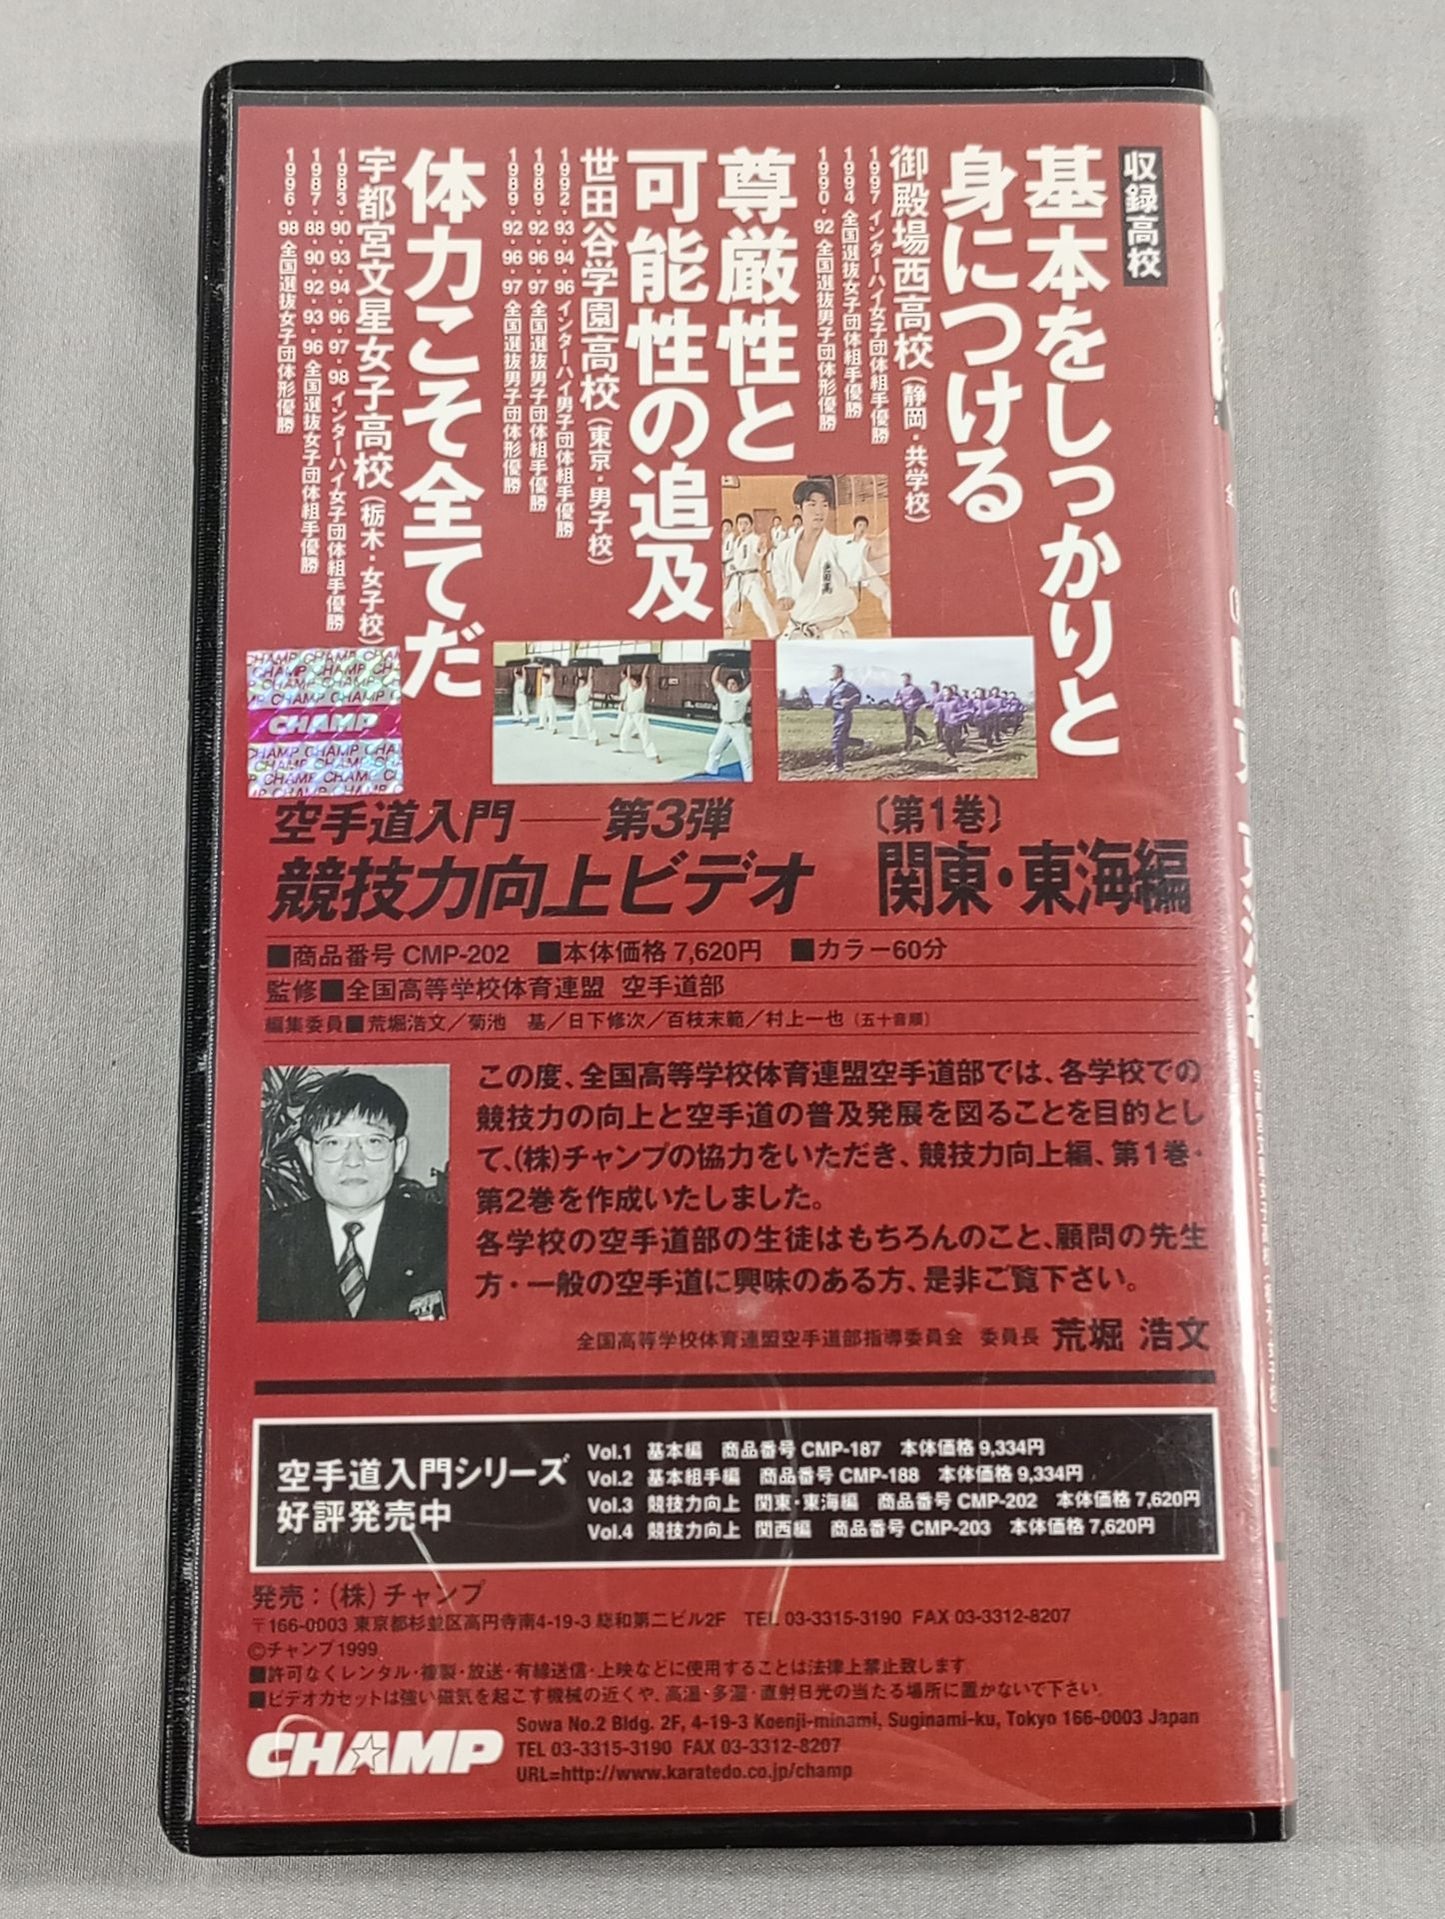 収録高校
基本をしっかりと
身につける
御殿場西高校（静岡・共学校）
1997 インターハイ女子団体組手優勝
1994 全国選抜女子団体組手優勝
1990・92 全国選抜男子団体形優勝
尊厳性と
可能性の追及
世田谷学園高校（東京・男子校）
1992・93・94・96 インターハイ男子団体組手優勝
1989・92・96・97 全国選抜男子団体組手優勝
1989・92・96・97 全国選抜男子団体形優勝
体力こそ全てだ
宇都宮文星女子高校（栃木・女子校）
1983・90・93・94・96・97・98 インターハイ女子団体組手優勝
1987・88・90・92・93・96 全国選抜女子団体組手優勝
1996・98 全国選抜女子団体形優勝
CHAMP
空手道入門――第3弾
競技力向上ビデオ
〔第1巻〕
関東・東海編
■商品番号 CMP-202 ■本体価格 7,620円 ■カラー60分
監修■全国高等学校体育連盟 空手道部
編集委員■荒堀浩文／菊池 基／日下修次／百枝末範／村上一也（五十音順）
この度、全国高等学校体育連盟空手道部では、各学校での
競技力の向上と空手道の普及発展を図ることを目的とし
て、(株)チャンプの協力をいただき、競技力向上編、第1巻・
第2巻を作成いたしました。
各学校の空手道部の生徒はもちろんのこと、顧問の先生
方・一般の空手道に興味のある方、是非ご覧下さい。
全国高等学校体育連盟空手道部指導委員会 委員長 荒堀 浩文
空手道入門シリーズ
好評発売中
Vol.1 基本編 商品番号 CMP-187 本体価格 9,334円
Vol.2 基本組手編 商品番号 CMP-188 本体価格 9,334円
Vol.3 競技力向上 関東・東海編 商品番号 CMP-202 本体価格 7,620円
Vol.4 競技力向上 関西編 商品番号 CMP-203 本体価格 7,620円
発売：(株)チャンプ
〒166-0003 東京都杉並区高円寺南4-19-3 総和第二ビル2F TEL 03-3315-3190 FAX 03-3312-8207
©チャンプ1999
■許可なくレンタル・複製・放送・有線送信・上映などに使用することは法律上禁止致します
■ビデオカセットは強い磁気を起こす機械の近くや、高温・多湿・直射日光の当たる場所に置かないで下さい
CHAMP
Sowa No.2 Bldg. 2F, 4-19-3 Koenji-minami, Suginami-ku, Tokyo 166-0003 Japan
TEL 03-3315-3190 FAX 03-3312-8207
URL=http://www.karatedo.co.jp/champ